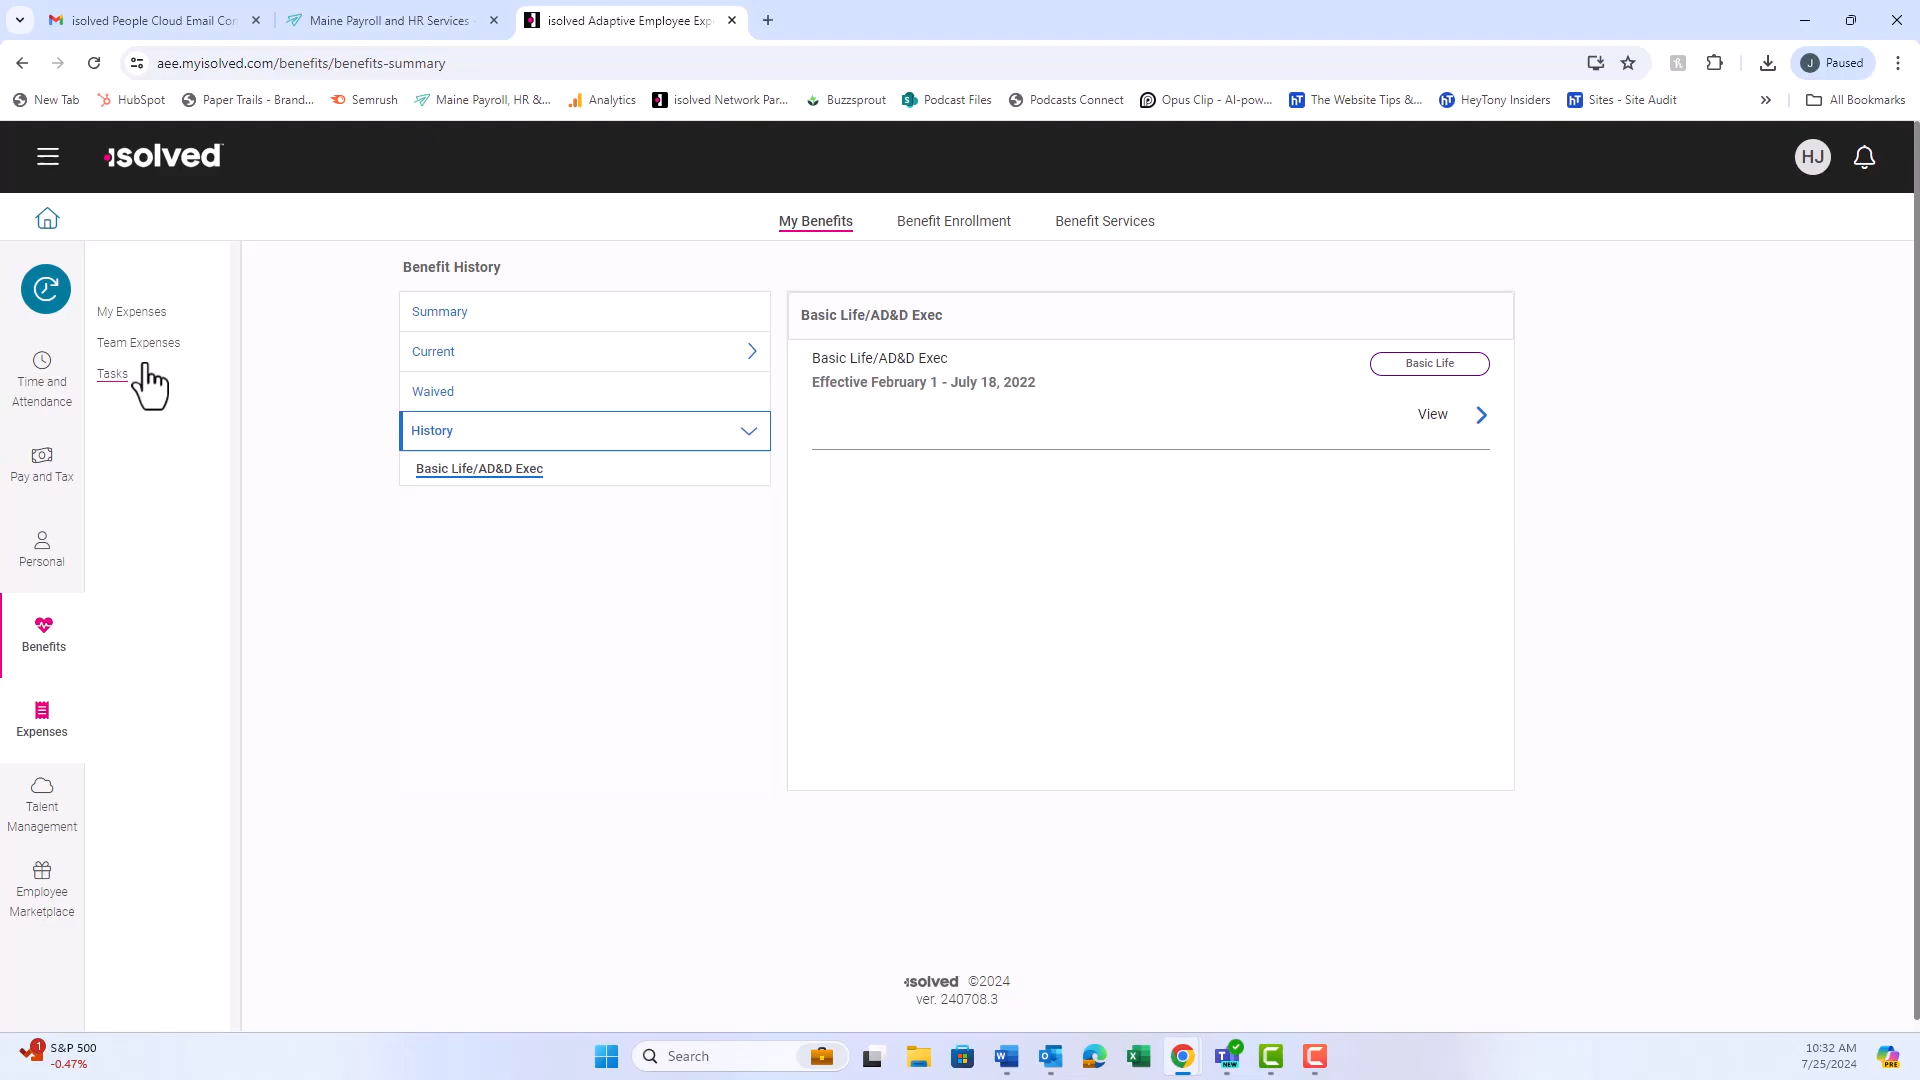 isolved People Cloud Email Con
Maine Payroll and HR Services
isolved Adaptive Employee Exp
aee.myisolved.com/benefits/benefits-summary
J Paused
New Tab
HubSpot
Paper Trails - Brand...
Semrush
Maine Payroll, HR &...
Analytics
isolved Network Par...
Buzzsprout
Podcast Files
Podcasts Connect
Opus Clip - AI-pow...
The Website Tips &...
HeyTony Insiders
Sites - Site Audit
All Bookmarks
isolved
HJ
My Benefits
Benefit Enrollment
Benefit Services
My Expenses
Team Expenses
Tasks
Time and
Attendance
Pay and Tax
Personal
Benefits
Expenses
Talent
Management
Employee
Marketplace
Benefit History
Summary
Current
Waived
History
Basic Life/AD&D Exec
Basic Life/AD&D Exec
Basic Life/AD&D Exec
Basic Life
Effective February 1 - July 18, 2022
View
isolved ©2024
ver. 240708.3
1
S&P 500
-0.47%
Search
NEW
10:32 AM
7/25/2024
PRE